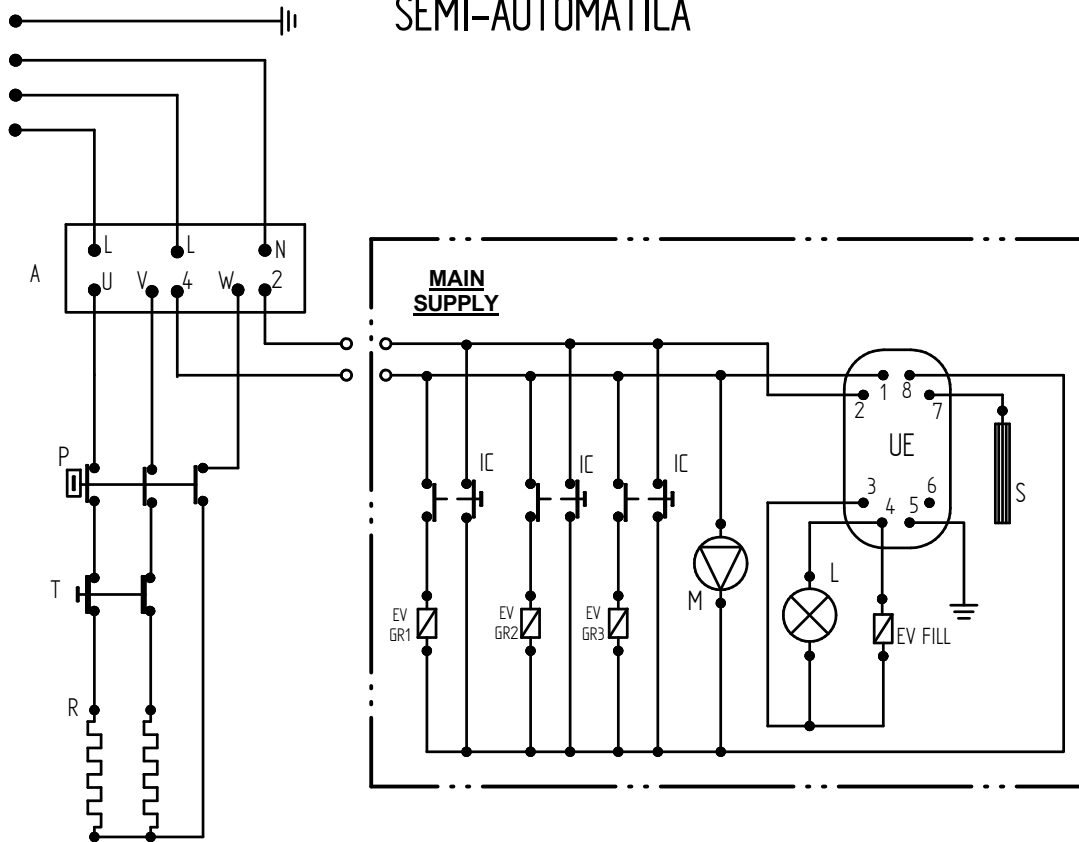 SEMI-AUTOMATILA
L L N
A
U V 4 W 2
MAIN
SUPPLY
1 8
2 7
UE
P
IC IC IC
3 6
4 5
S
T
L
M
EV
GR1
EV
GR2
EV
GR3
EV FILL
R